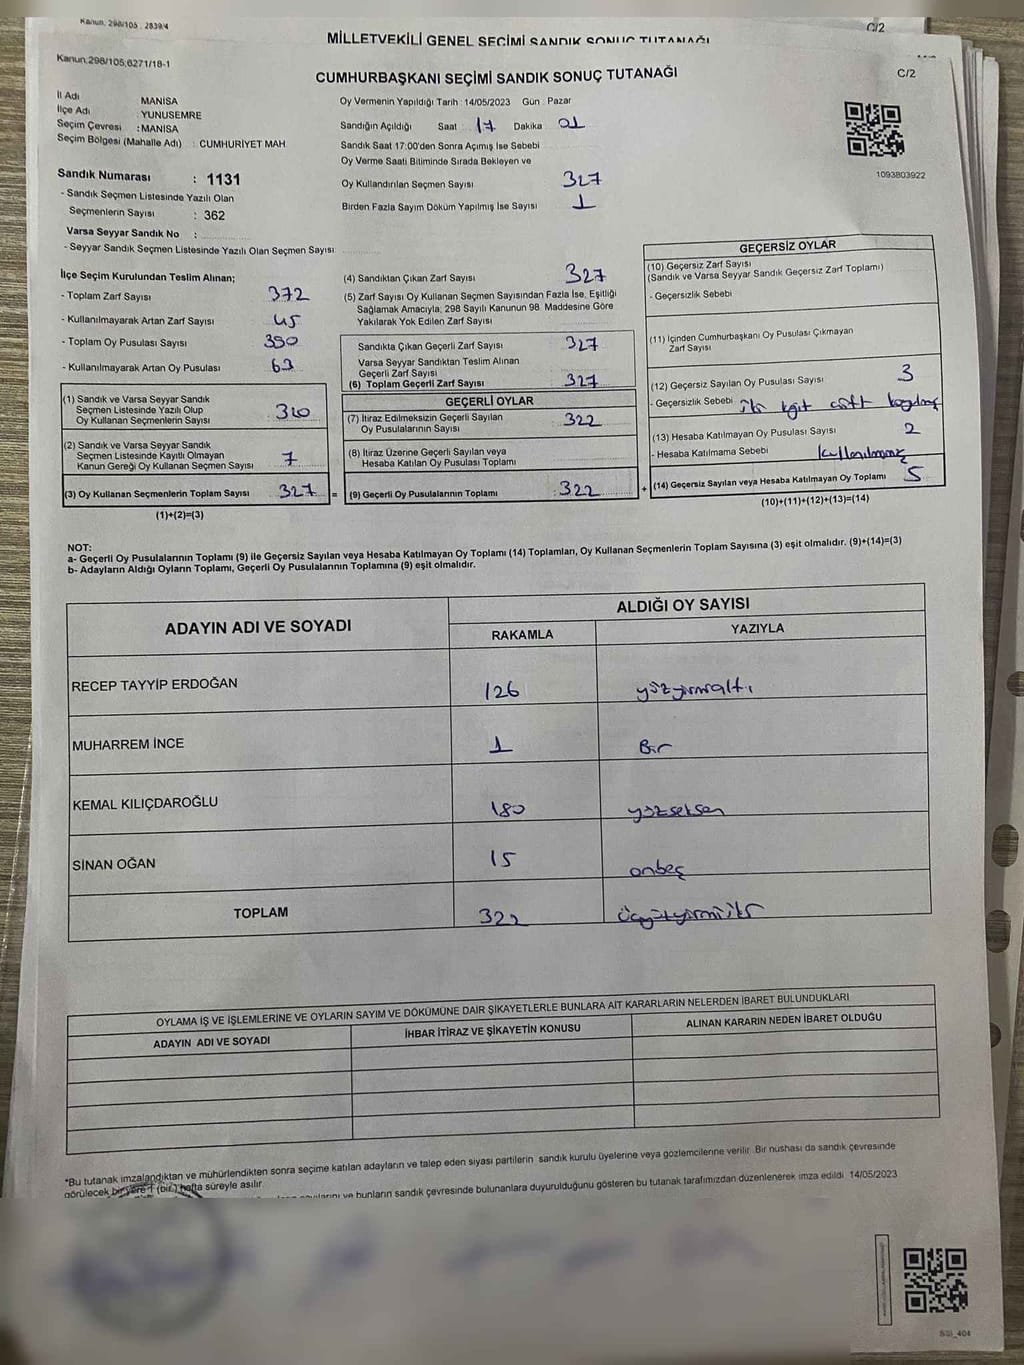 Kanun, 298/105 , 2839/4
C/2
MİLLETVEKİLİ GENEL SEÇİMİ SANDIK SONUÇ TUTANAĞI
Kanun;298/105;6271/18-1
CUMHURBAŞKANI SEÇİMİ SANDIK SONUÇ TUTANAĞI
C/2
İl Adı MANİSA
İlçe Adı YUNUSEMRE
Seçim Çevresi : MANİSA
Seçim Bölgesi (Mahalle Adı) : CUMHURİYET MAH
Sandık Numarası : 1131
- Sandık Seçmen Listesinde Yazılı Olan
Seçmenlerin Sayısı : 362
Varsa Seyyar Sandık No :
- Seyyar Sandık Seçmen Listesinde Yazılı Olan Seçmen Sayısı:
Oy Vermenin Yapıldığı Tarih : 14/05/2023 Gün : Pazar
Sandığın Açıldığı Saat : 17 Dakika 01
Sandık Saat 17:00'den Sonra Açımış İse Sebebi
Oy Verme Saati Bitiminde Sırada Bekleyen ve
Oy Kullandırılan Seçmen Sayısı 327
Birden Fazla Sayım Döküm Yapılmış İse Sayısı 1
1093803922
İlçe Seçim Kurulundan Teslim Alınan;
- Toplam Zarf Sayısı 372
- Kullanılmayarak Artan Zarf Sayısı 45
- Toplam Oy Pusulası Sayısı 390
- Kullanılmayarak Artan Oy Pusulası 63
(1) Sandık ve Varsa Seyyar Sandık
Seçmen Listesinde Yazılı Olup
Oy Kullanan Seçmenlerin Sayısı 320
(2) Sandık ve Varsa Seyyar Sandık
Seçmen Listesinde Kayıtlı Olmayan
Kanun Gereği Oy Kullanan Seçmen Sayısı 7
(3) Oy Kullanan Seçmenlerin Toplam Sayısı 327 =
(1)+(2)=(3)
(4) Sandıktan Çıkan Zarf Sayısı 327
(5) Zarf Sayısı Oy Kullanan Seçmen Sayısından Fazla İse, Eşitliği
Sağlamak Amacıyla, 298 Sayılı Kanunun 98. Maddesine Göre
Yakılarak Yok Edilen Zarf Sayısı
Sandıkta Çıkan Geçerli Zarf Sayısı 327
Varsa Seyyar Sandıktan Teslim Alınan
Geçerli Zarf Sayısı
(6) Toplam Geçerli Zarf Sayısı 327
GEÇERLİ OYLAR
(7) İtiraz Edilmeksizin Geçerli Sayılan
Oy Pusulalarının Sayısı 322
(8) İtiraz Üzerine Geçerli Sayılan veya
Hesaba Katılan Oy Pusulası Toplamı
(9) Geçerli Oy Pusulalarının Toplamı : 322 +
GEÇERSİZ OYLAR
(10) Geçersiz Zarf Sayısı
(Sandık ve Varsa Seyyar Sandık Geçersiz Zarf Toplamı)
- Geçersizlik Sebebi
(11) İçinden Cumhurbaşkanı Oy Pusulası Çıkmayan
Zarf Sayısı
(12) Geçersiz Sayılan Oy Pusulası Sayısı 3
- Geçersizlik Sebebi
(13) Hesaba Katılmayan Oy Pusulası Sayısı 2
- Hesaba Katılmama Sebebi kullanılmamış
(14) Geçersiz Sayılan veya Hesaba Katılmayan Oy Toplamı 5
(10)+(11)+(12)+(13)=(14)
NOT:
a- Geçerli Oy Pusulalarının Toplamı (9) ile Geçersiz Sayılan veya Hesaba Katılmayan Oy Toplamı (14) Toplamları, Oy Kullanan Seçmenlerin Toplam Sayısına (3) eşit olmalıdır. (9)+(14)=(3)
b- Adayların Aldığı Oyların Toplamı, Geçerli Oy Pusulalarının Toplamına (9) eşit olmalıdır.
ADAYIN ADI VE SOYADI
ALDIĞI OY SAYISI
RAKAMLA YAZIYLA
RECEP TAYYİP ERDOĞAN 126 yüzyirmialtı
MUHARREM İNCE 1 Bir
KEMAL KILIÇDAROĞLU 180 yüzseksen
SİNAN OĞAN 15 onbeş
TOPLAM 322 üçyüzyirmiiki
OYLAMA İŞ VE İŞLEMLERİNE VE OYLARIN SAYIM VE DÖKÜMÜNE DAİR ŞİKAYETLERLE BUNLARA AİT KARARLARIN NELERDEN İBARET BULUNDUKLARI
ADAYIN ADI VE SOYADI İHBAR İTİRAZ VE ŞİKAYETİN KONUSU ALINAN KARARIN NEDEN İBARET OLDUĞU
*Bu tutanak imzalandıktan ve mühürlendikten sonra seçime katılan adayların ve talep eden siyasi partilerin sandık kurulu üyelerine veya gözlemcilerine verilir. Bir nushası da sandık çevresinde
görülecek bir yere 1 (bir) hafta süreyle asılır.
ve bunların sandık çevresinde bulunanlara duyurulduğunu gösteren bu tutanak tarafımızdan düzenlenerek imza edildi 14/05/2023